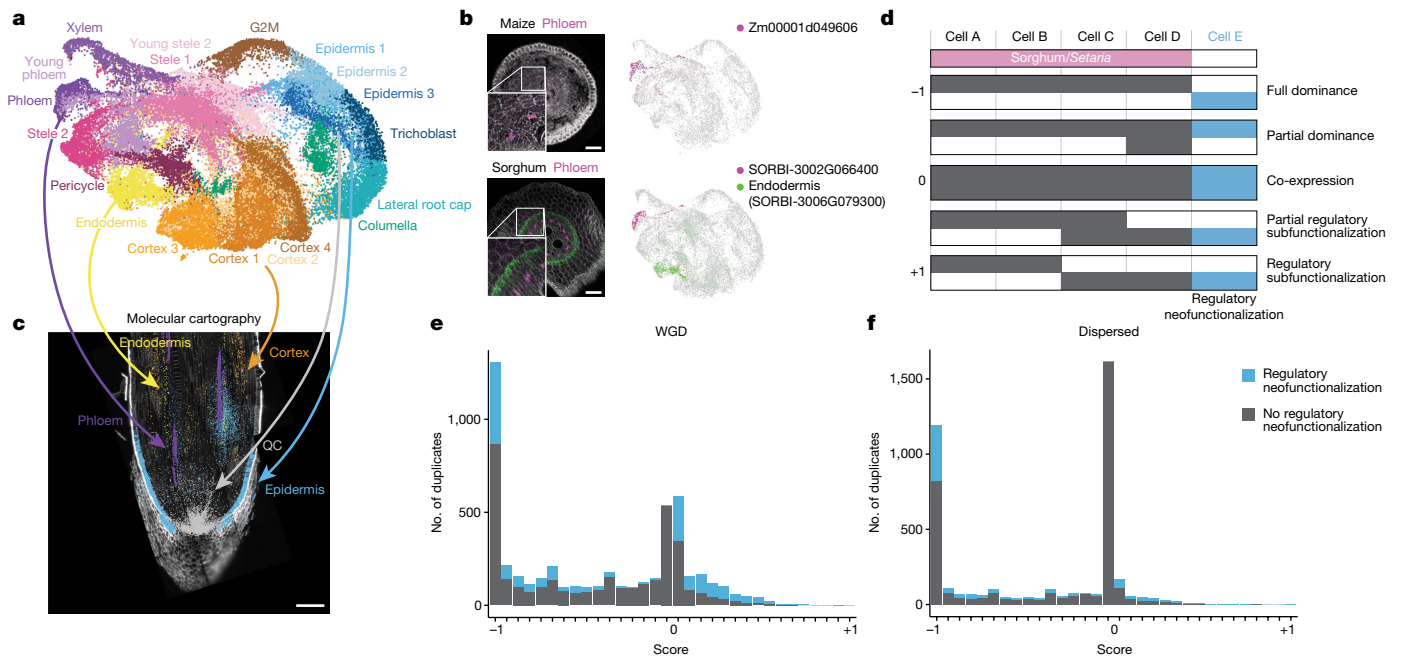 a
Xylem
G2M
Young stele 2
Stele 1
Epidermis 1
Young
phloem
Epidermis 2
Epidermis 3
Phloem
Stele 2
Trichoblast
Pericycle
Lateral root cap
Endodermis
Columella
Cortex 3
Cortex 4
Cortex 1
Cortex 2
b
Maize Phloem
Zm00001d049606
Sorghum Phloem
SORBI-3002G066400
Endodermis
(SORBI-3006G079300)
c
Molecular cartography
Endodermis
Cortex
Phloem
QC
Epidermis
d
Cell A
Cell B
Cell C
Cell D
Cell E
Sorghum/Setaria
−1
Full dominance
Partial dominance
0
Co-expression
Partial regulatory
subfunctionalization
+1
Regulatory
subfunctionalization
Regulatory
neofunctionalization
e
WGD
No. of duplicates
1,000
500
0
−1
0
+1
Score
f
Dispersed
No. of duplicates
1,500
1,000
500
0
−1
0
+1
Score
Regulatory
neofunctionalization
No regulatory
neofunctionalization